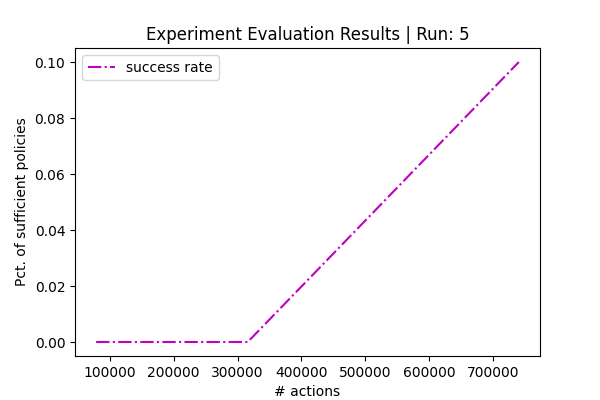 Experiment Evaluation Results | Run: 5
success rate
Pct. of sufficient policies
0.10
0.08
0.06
0.04
0.02
0.00
100000 200000 300000 400000 500000 600000 700000
# actions